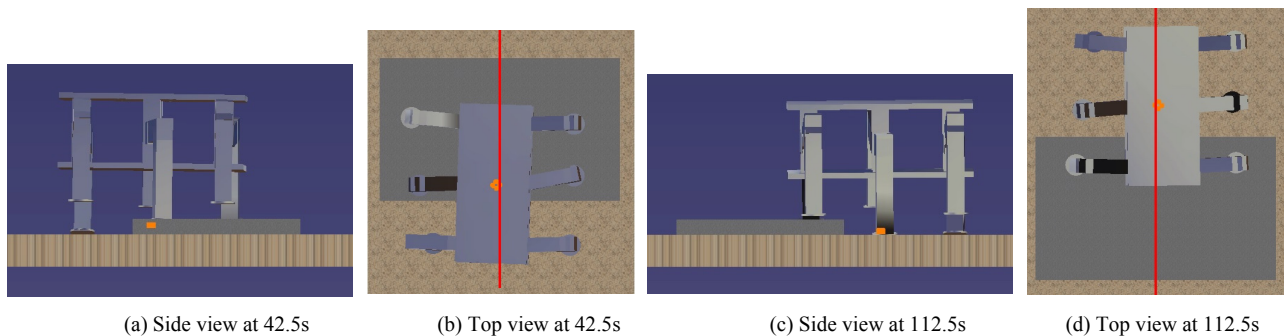 (a) Side view at 42.5s
(b) Top view at 42.5s
(c) Side view at 112.5s
(d) Top view at 112.5s